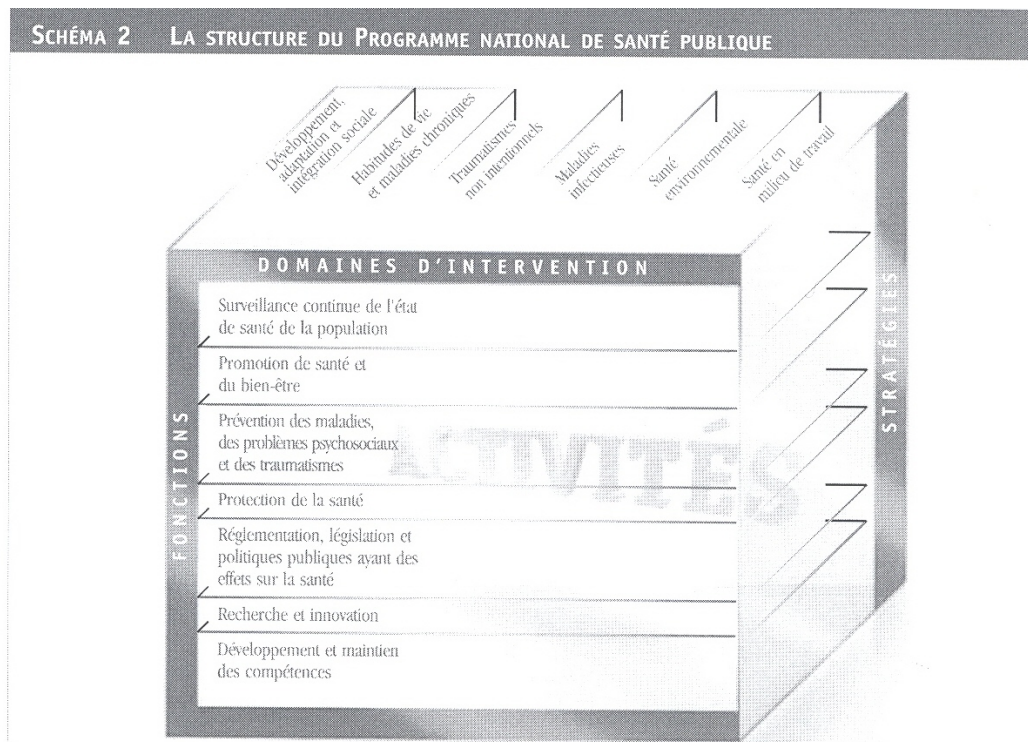 SCHÉMA 2 LA STRUCTURE DU PROGRAMME NATIONAL DE SANTÉ PUBLIQUE
Développement,
adaptation et
intégration sociale
Habitudes de vie
et maladies chroniques
Traumatismes
non intentionnels
Maladies
infectieuses
Santé
environnementale
Santé en
milieu de travail
DOMAINES D'INTERVENTION
FONCTIONS
Surveillance continue de l'état
de santé de la population
Promotion de santé et
du bien-être
Prévention des maladies,
des problèmes psychosociaux
et des traumatismes
Protection de la santé
Réglementation, législation et
politiques publiques ayant des
effets sur la santé
Recherche et innovation
Développement et maintien
des compétences
ACTIVITÉS
STRATÉGIES